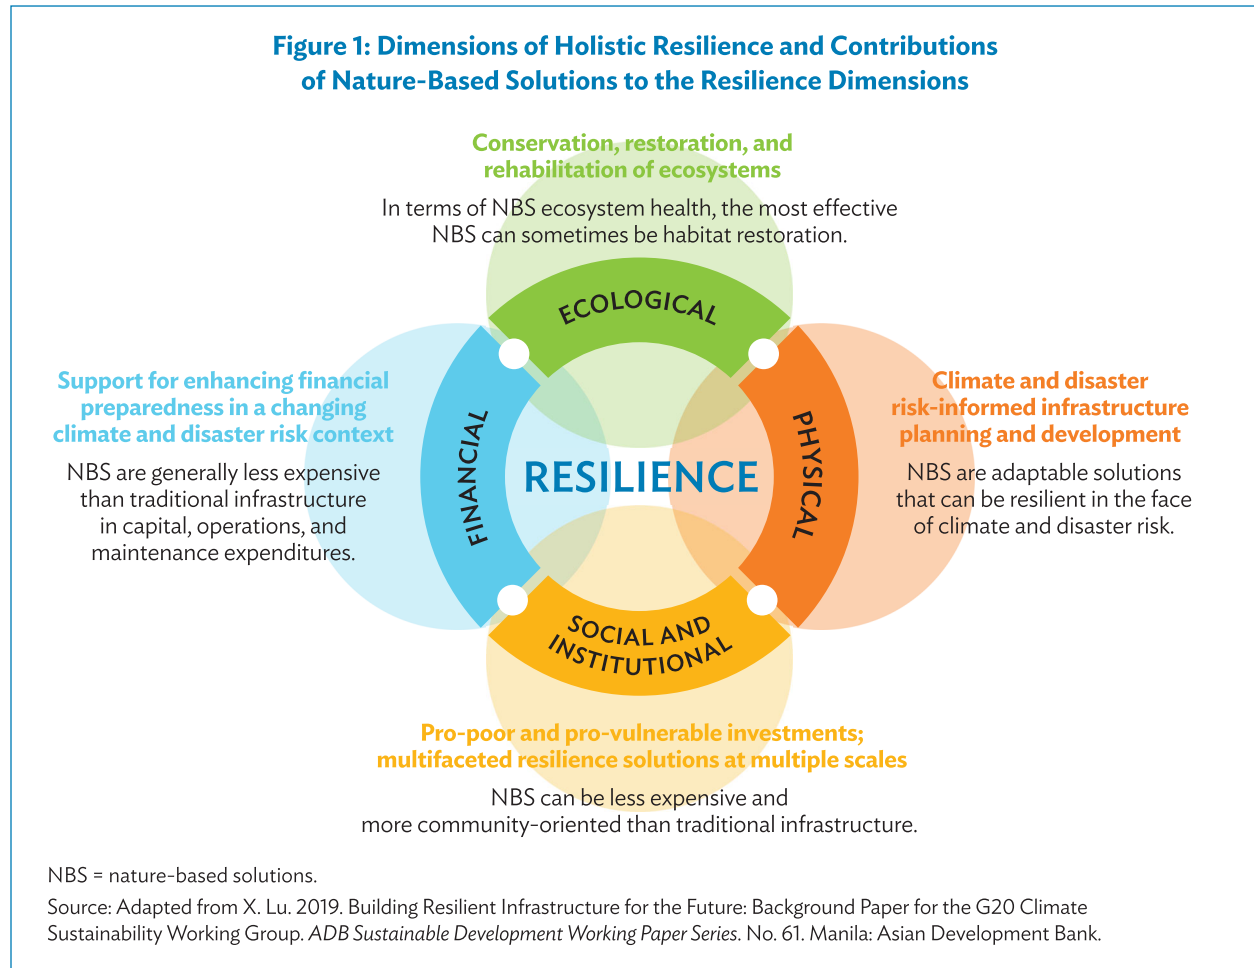 Figure 1: Dimensions of Holistic Resilience and Contributions
of Nature-Based Solutions to the Resilience Dimensions
Conservation, restoration, and
rehabilitation of ecosystems
In terms of NBS ecosystem health, the most effective
NBS can sometimes be habitat restoration.
ECOLOGICAL
Support for enhancing financial
preparedness in a changing
climate and disaster risk context
NBS are generally less expensive
than traditional infrastructure
in capital, operations, and
maintenance expenditures.
FINANCIAL
RESILIENCE
PHYSICAL
Climate and disaster
risk-informed infrastructure
planning and development
NBS are adaptable solutions
that can be resilient in the face
of climate and disaster risk.
SOCIAL AND
INSTITUTIONAL
Pro-poor and pro-vulnerable investments;
multifaceted resilience solutions at multiple scales
NBS can be less expensive and
more community-oriented than traditional infrastructure.
NBS = nature-based solutions.
Source: Adapted from X. Lu. 2019. Building Resilient Infrastructure for the Future: Background Paper for the G20 Climate
Sustainability Working Group. ADB Sustainable Development Working Paper Series. No. 61. Manila: Asian Development Bank.